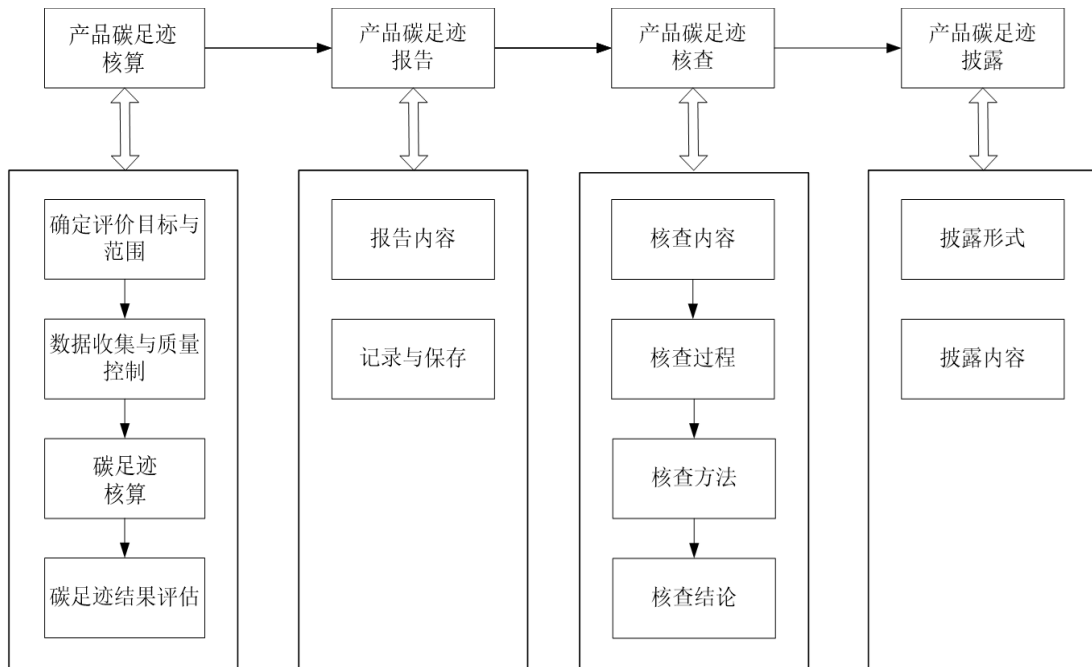 产品碳足迹
核算
产品碳足迹
报告
产品碳足迹
核查
产品碳足迹
披露
确定评价目标与
范围
数据收集与质量
控制
碳足迹
核算
碳足迹结果评估
报告内容
记录与保存
核查内容
核查过程
核查方法
核查结论
披露形式
披露内容